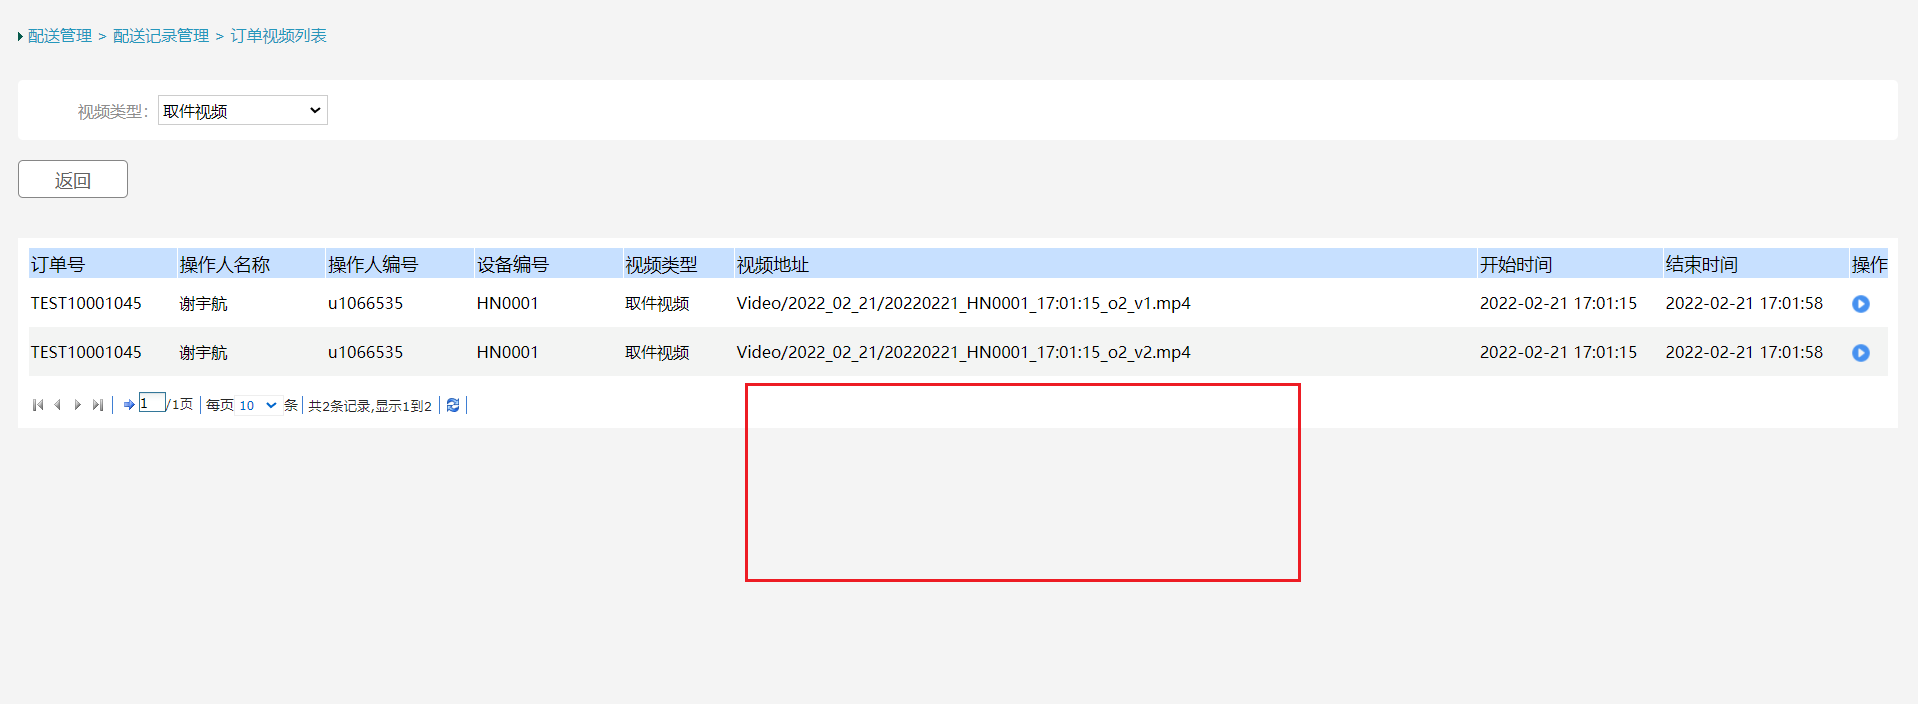 配送管理 > 配送记录管理 > 订单视频列表
视频类型: 取件视频
返回
订单号 操作人名称 操作人编号 设备编号 视频类型 视频地址 开始时间 结束时间 操作
TEST10001045 谢宇航 u1066535 HN0001 取件视频 Video/2022_02_21/20220221_HN0001_17:01:15_o2_v1.mp4 2022-02-21 17:01:15 2022-02-21 17:01:58
TEST10001045 谢宇航 u1066535 HN0001 取件视频 Video/2022_02_21/20220221_HN0001_17:01:15_o2_v2.mp4 2022-02-21 17:01:15 2022-02-21 17:01:58
1 /1页 每页 10 条 共2条记录,显示1到2